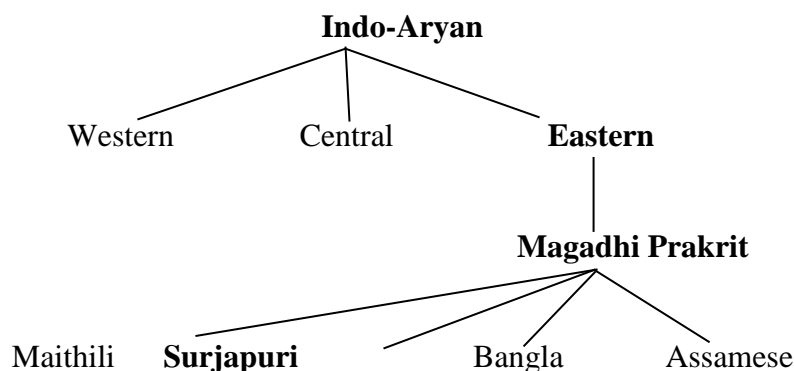 Indo-Aryan
Western Central Eastern
Magadhi Prakrit
Maithili Surjapuri Bangla Assamese